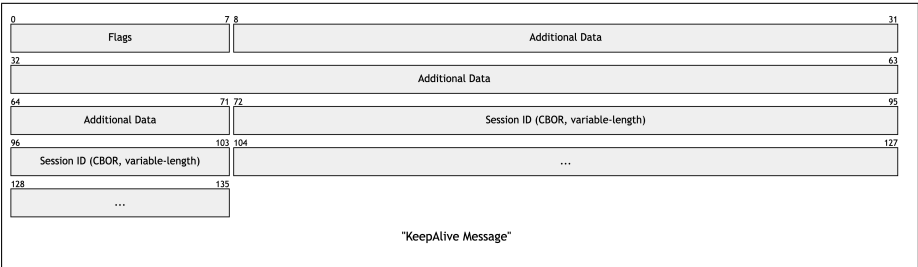 0 7 8 31
Flags Additional Data
32 63
Additional Data
64 71 72 95
Additional Data Session ID (CBOR, variable-length)
96 103 104 127
Session ID (CBOR, variable-length) ...
128 135
...
"KeepAlive Message"